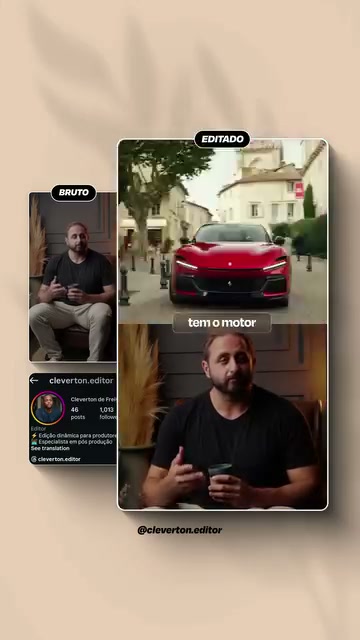 EDITADO
BRUTO
tem o motor
cleverton.editor
Cleverton de Frei
46
1,013
posts
followe
Editor
⚡ Edição dinâmica para produtore
Especialista em pós produção
See translation
cleverton.editor
@cleverton.editor